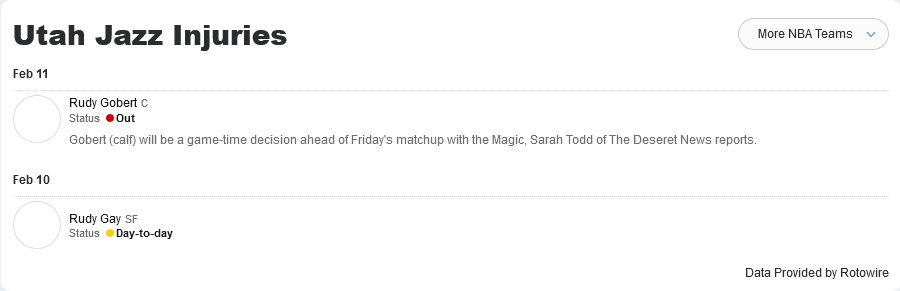 Utah Jazz Injuries
More NBA Teams
Feb 11
Rudy Gobert C
Status Out
Gobert (calf) will be a game-time decision ahead of Friday's matchup with the Magic, Sarah Todd of The Deseret News reports.
Feb 10
Rudy Gay SF
Status Day-to-day
Data Provided by Rotowire